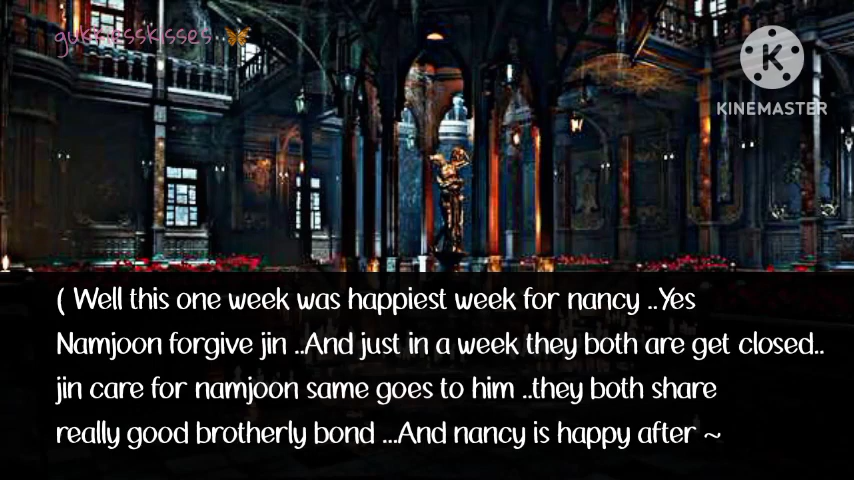 gukkiesskisses 🦋
KINEMASTER
( Well this one week was happiest week for nancy ..Yes
Namjoon forgive jin ..And just in a week they both are get closed..
jin care for namjoon same goes to him ..they both share
really good brotherly bond ...And nancy is happy after ~